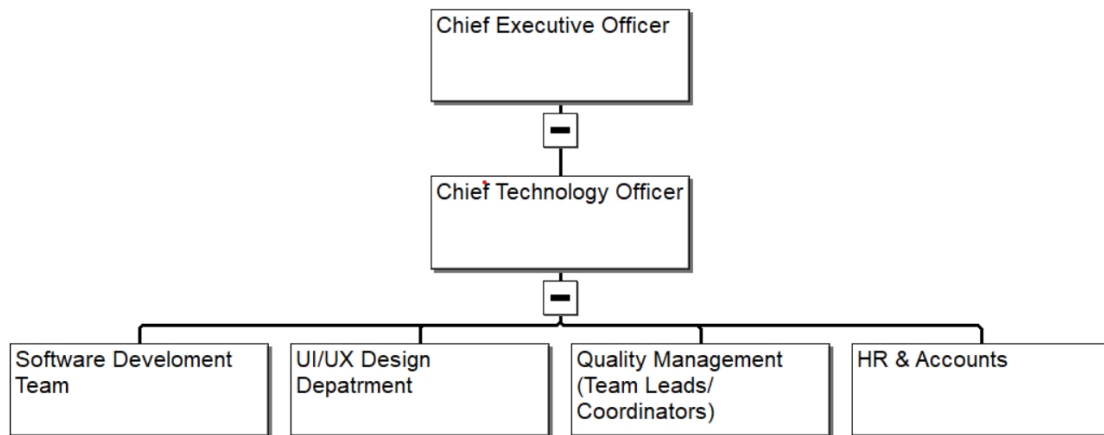 Chief Executive Officer
Chief Technology Officer
Software Develoment
Team
UI/UX Design
Depatrment
Quality Management
(Team Leads/
Coordinators)
HR & Accounts